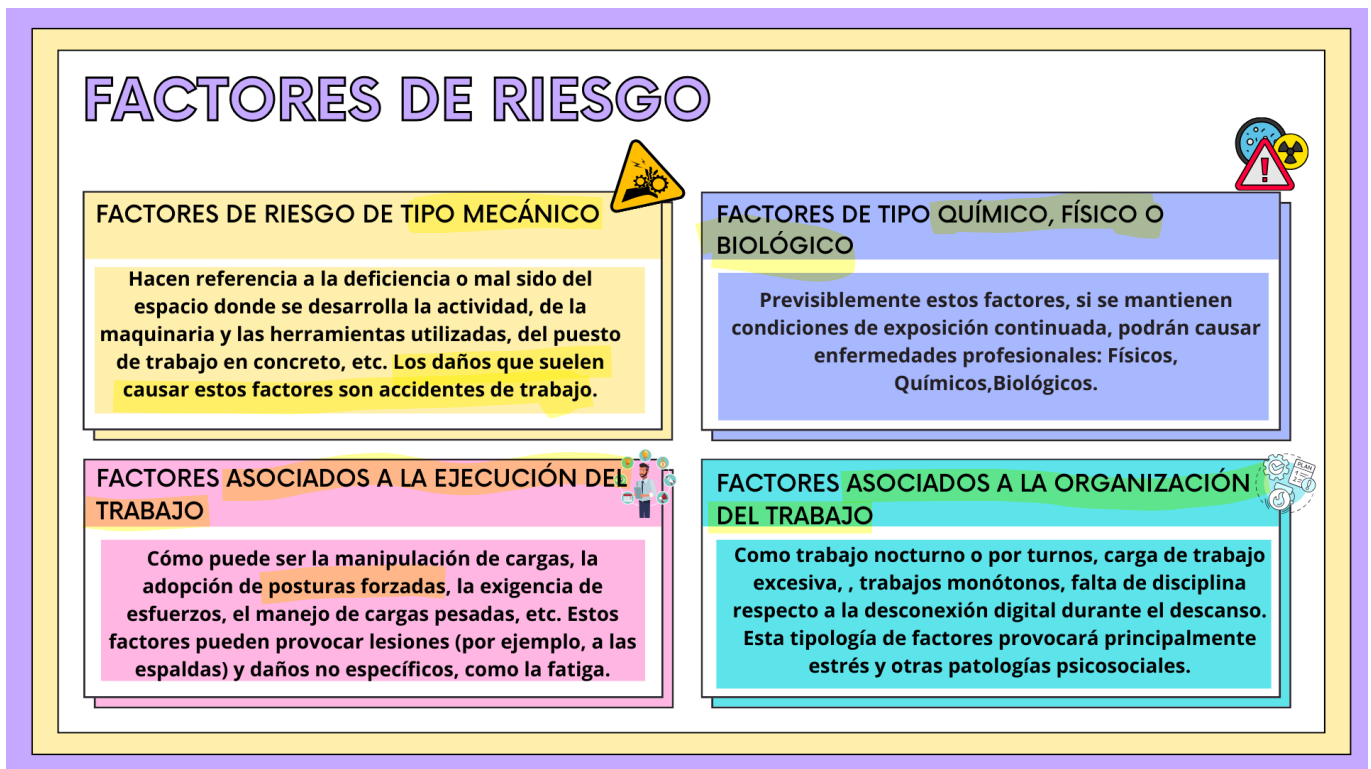 FACTORES DE RIESGO
FACTORES DE RIESGO DE TIPO MECÁNICO
Hacen referencia a la deficiencia o mal sido del
espacio donde se desarrolla la actividad, de la
maquinaria y las herramientas utilizadas, del puesto
de trabajo en concreto, etc. Los daños que suelen
causar estos factores son accidentes de trabajo.
FACTORES DE TIPO QUÍMICO, FÍSICO O
BIOLÓGICO
Previsiblemente estos factores, si se mantienen
condiciones de exposición continuada, podrán causar
enfermedades profesionales: Físicos,
Químicos,Biológicos.
FACTORES ASOCIADOS A LA EJECUCIÓN DEL
TRABAJO
Cómo puede ser la manipulación de cargas, la
adopción de posturas forzadas, la exigencia de
esfuerzos, el manejo de cargas pesadas, etc. Estos
factores pueden provocar lesiones (por ejemplo, a las
espaldas) y daños no específicos, como la fatiga.
FACTORES ASOCIADOS A LA ORGANIZACIÓN
DEL TRABAJO
PLAN
Como trabajo nocturno o por turnos, carga de trabajo
excesiva, , trabajos monótonos, falta de disciplina
respecto a la desconexión digital durante el descanso.
Esta tipología de factores provocará principalmente
estrés y otras patologías psicosociales.